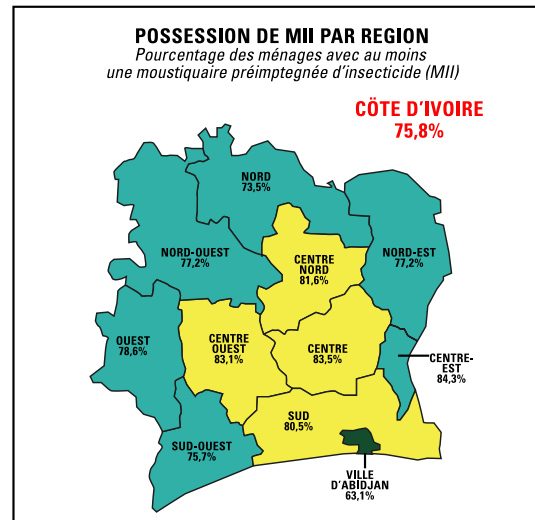 POSSESSION DE MII PAR REGION
Pourcentage des ménages avec au moins
une moustiquaire préimptegnée d'insecticide (MII)
CÖTE D'IVOIRE
75,8%
NORD
73,5%
NORD-OUEST
77,2%
CENTRE
NORD
81,6%
NORD-EST
77,2%
OUEST
78,6%
CENTRE
OUEST
83,1%
CENTRE
83,5%
CENTRE-
EST
84,3%
SUD
80,5%
SUD-OUEST
75,7%
VILLE
D'ABIDJAN
63,1%